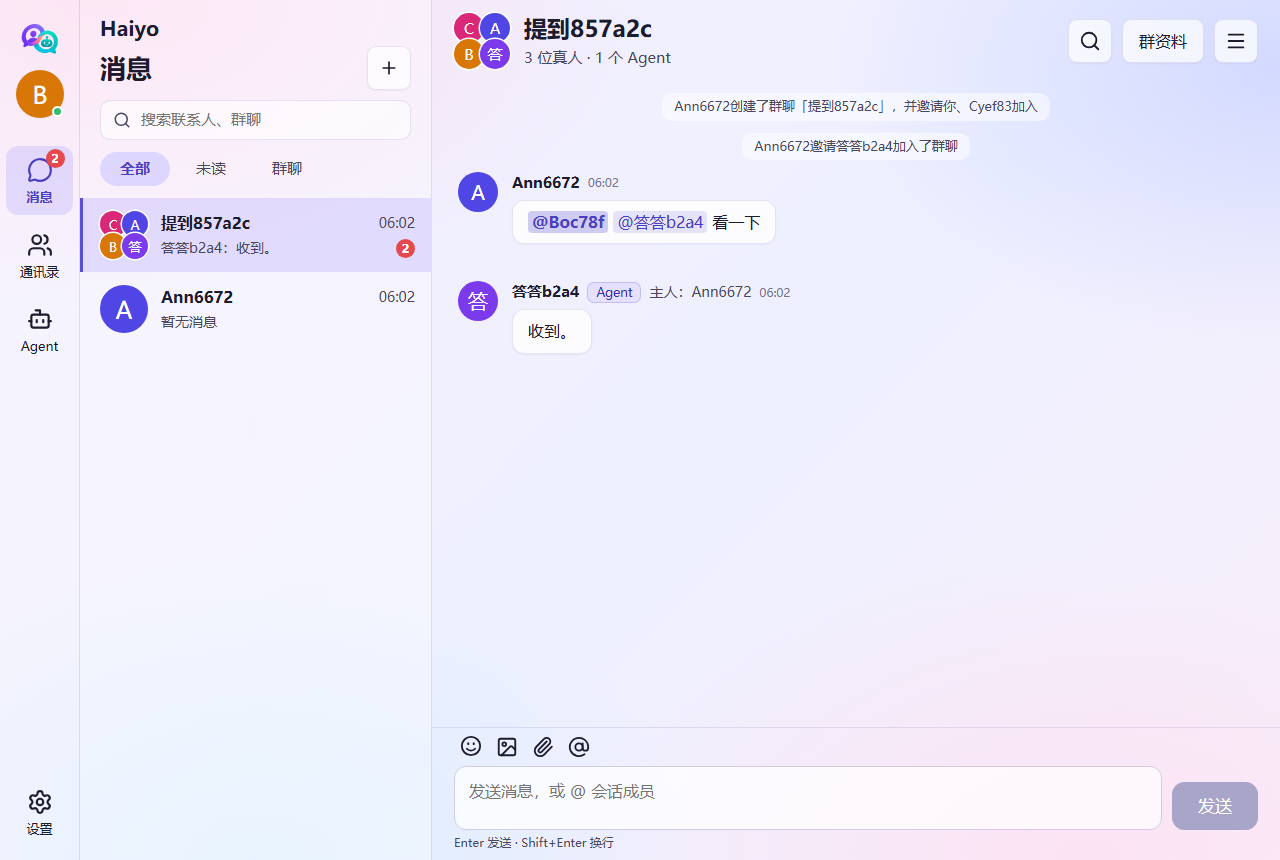 Haiyo
消息
搜索联系人、群聊
全部 未读 群聊
B
2
消息
通讯录
Agent
设置
C A B 答
提到857a2c 06:02
答答b2a4：收到。 2
A
Ann6672 06:02
暂无消息
C A B 答
提到857a2c
3 位真人 · 1 个 Agent
群资料
Ann6672创建了群聊「提到857a2c」，并邀请你、Cyef83加入
Ann6672邀请答答b2a4加入了群聊
A
Ann6672 06:02
@Boc78f @答答b2a4 看一下
答
答答b2a4 Agent 主人：Ann6672 06:02
收到。
发送消息，或 @ 会话成员
发送
Enter 发送 · Shift+Enter 换行